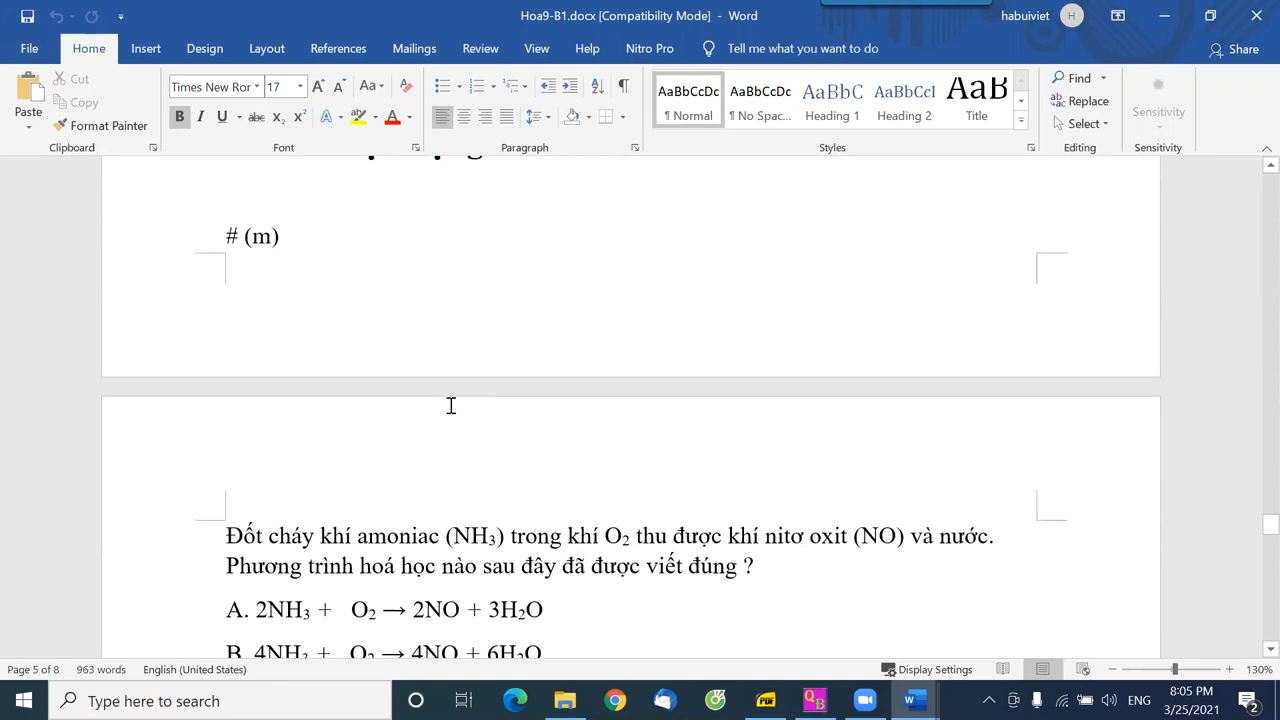 Hoa9-B1.docx [Compatibility Mode] - Word
habuiviet
H
File Home Insert Design Layout References Mailings Review View Help Nitro Pro Tell me what you want to do Share
Paste
Cut
Copy
Format Painter
Clipboard
Times New Ror 17
Font
Paragraph
AaBbCcDc AaBbCcDc AaBbC AaBbCcI AaB
¶ Normal ¶ No Spac... Heading 1 Heading 2 Title
Styles
Find
Replace
Select
Editing
Sensitivity
Sensitivity
# (m)
Đốt cháy khí amoniac (NH₃) trong khí O₂ thu được khí nitơ oxit (NO) và nước.
Phương trình hoá học nào sau đây đã được viết đúng ?
A. 2NH₃ + O₂ → 2NO + 3H₂O
B. 4NH₃ + O₂ → 4NO + 6H₂O
Page 5 of 8 963 words English (United States) Display Settings 130%
Type here to search
ENG
8:05 PM
3/25/2021
2